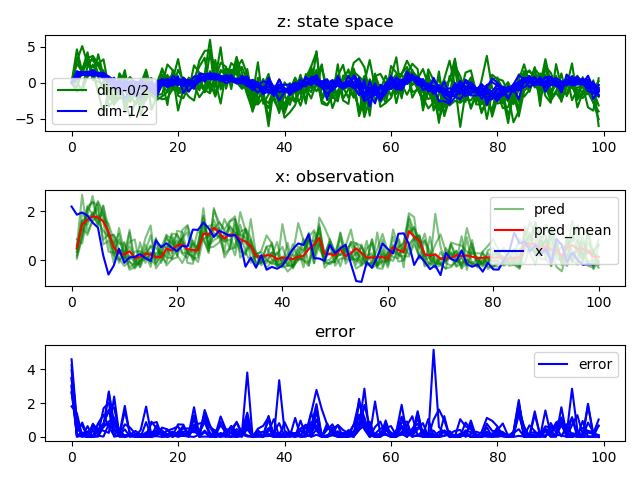 z: state space
5
0
−5
dim-0/2
dim-1/2
0 20 40 60 80 100
x: observation
2
0
pred
pred_mean
x
0 20 40 60 80 100
error
4
2
0
error
0 20 40 60 80 100